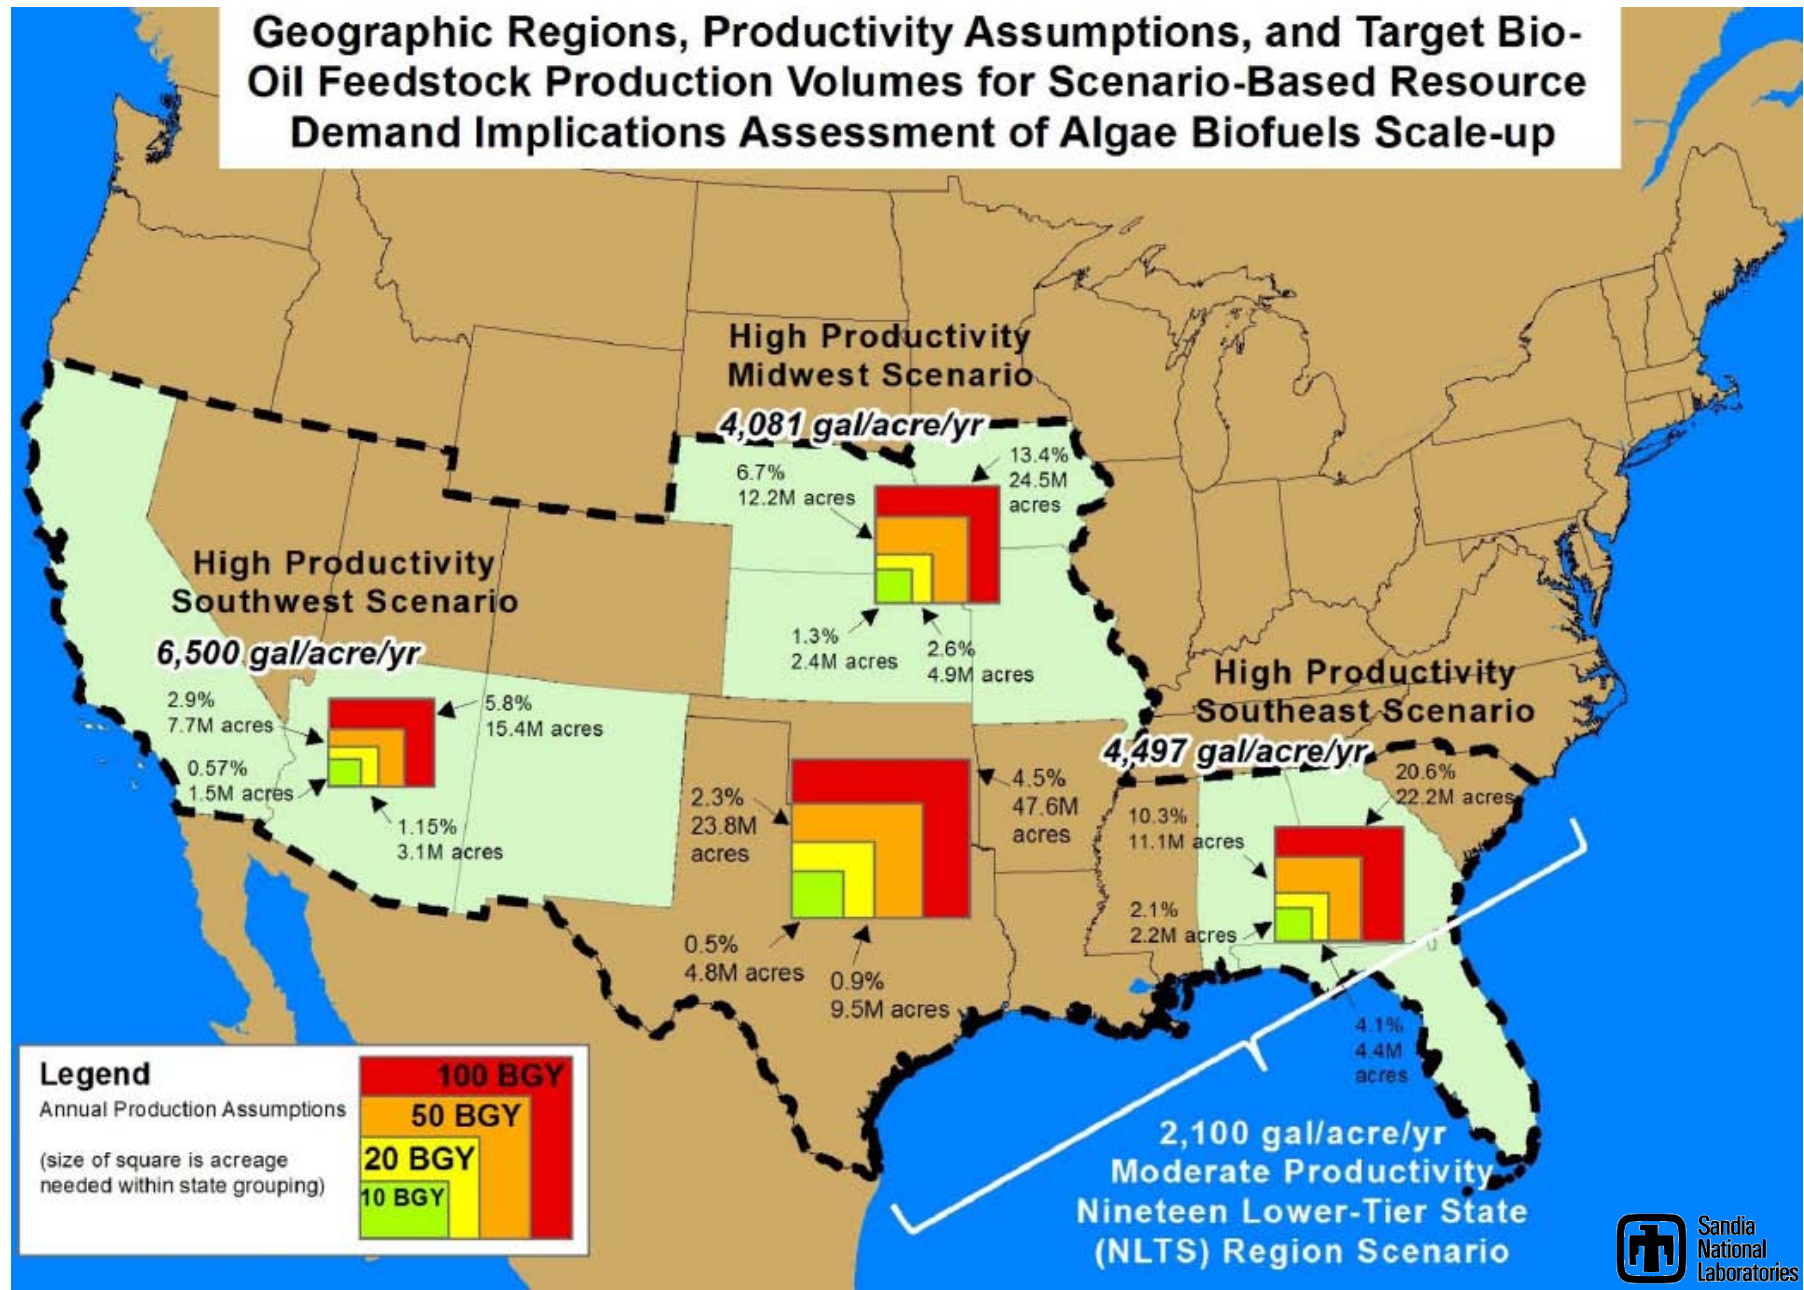 Geographic Regions, Productivity Assumptions, and Target Bio-
Oil Feedstock Production Volumes for Scenario-Based Resource
Demand Implications Assessment of Algae Biofuels Scale-up
High Productivity
Midwest Scenario
4,081 gal/acre/yr
6.7%
12.2M acres
13.4%
24.5M
acres
1.3%
2.4M acres
2.6%
4.9M acres
High Productivity
Southwest Scenario
6,500 gal/acre/yr
2.9%
7.7M acres
5.8%
15.4M acres
0.57%
1.5M acres
1.15%
3.1M acres
2.3%
23.8M
acres
4.5%
47.6M
acres
0.5%
4.8M acres
0.9%
9.5M acres
High Productivity
Southeast Scenario
4,497 gal/acre/yr
20.6%
22.2M acres
10.3%
11.1M acres
2.1%
2.2M acres
4.1%
4.4M
acres
2,100 gal/acre/yr
Moderate Productivity
Nineteen Lower-Tier State
(NLTS) Region Scenario
Legend
Annual Production Assumptions
(size of square is acreage
needed within state grouping)
100 BGY
50 BGY
20 BGY
10 BGY
Sandia
National
Laboratories